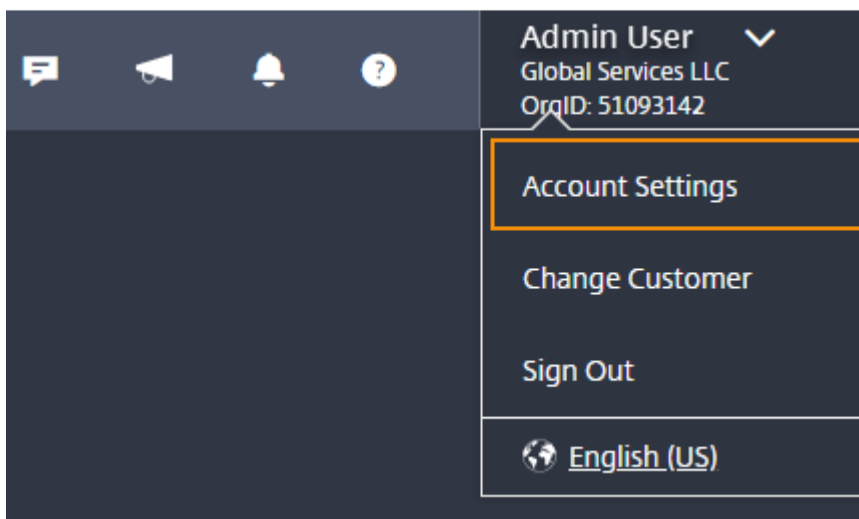 Admin User
Global Services LLC
OrgID: 51093142
Account Settings
Change Customer
Sign Out
English (US)